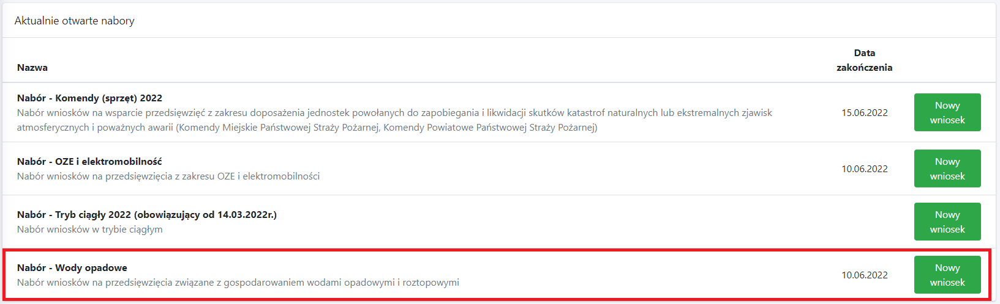 Aktualnie otwarte nabory
Nazwa
Data
zakończenia
Nabór - Komendy (sprzęt) 2022
Nabór wniosków na wsparcie przedsięwzięć z zakresu doposażenia jednostek powołanych do zapobiegania i likwidacji skutków katastrof naturalnych lub ekstremalnych zjawisk
atmosferycznych i poważnych awarii (Komendy Miejskie Państwowej Straży Pożarnej, Komendy Powiatowe Państwowej Straży Pożarnej)
15.06.2022
Nowy
wniosek
Nabór - OZE i elektromobilność
Nabór wniosków na przedsięwzięcia z zakresu OZE i elektromobilności
10.06.2022
Nowy
wniosek
Nabór - Tryb ciągły 2022 (obowiązujący od 14.03.2022r.)
Nabór wniosków w trybie ciągłym
Nowy
wniosek
Nabór - Wody opadowe
Nabór wniosków na przedsięwzięcia związane z gospodarowaniem wodami opadowymi i roztopowymi
10.06.2022
Nowy
wniosek